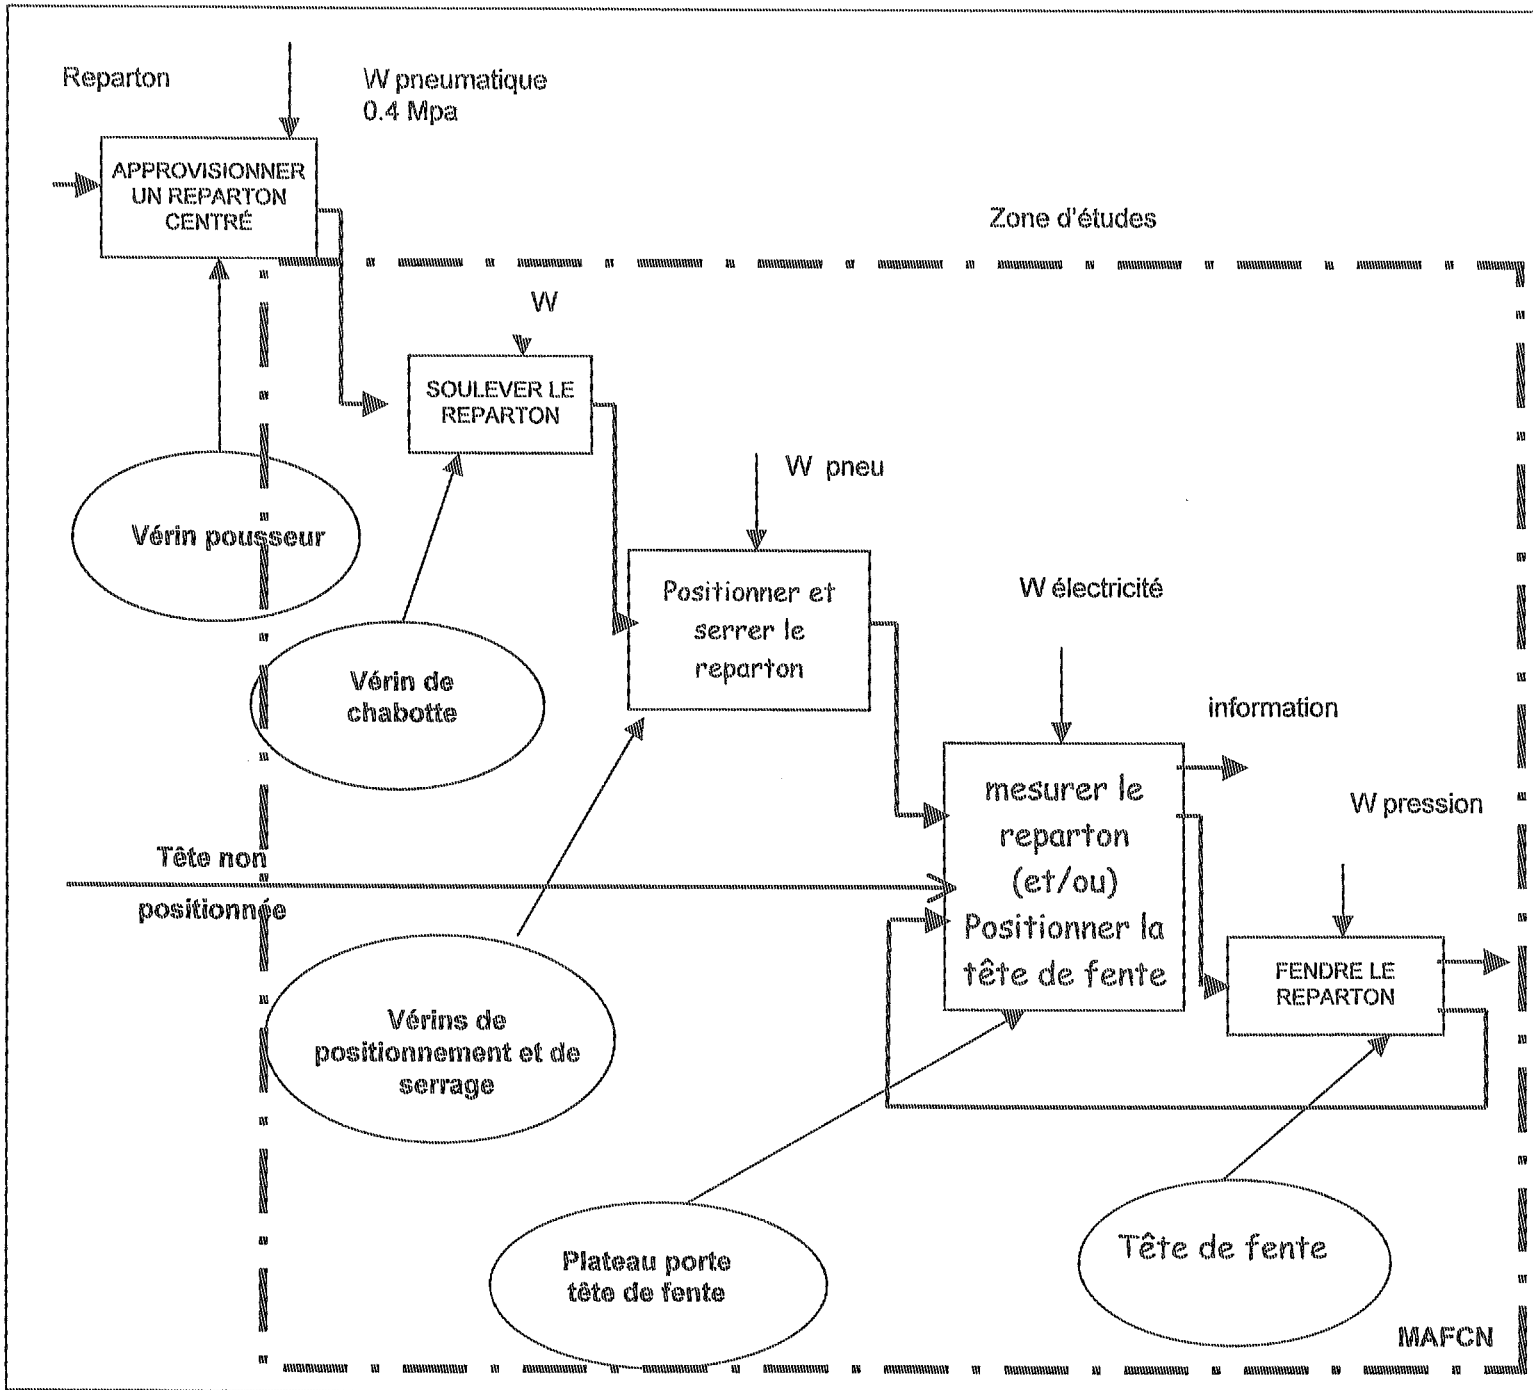 Reparton
W pneumatique
0.4 Mpa
APPROVISIONNER
UN REPARTON
CENTRÉ
Zone d'études
W
SOULEVER LE
REPARTON
W pneu
Vérin pousseur
Positionner et
serrer le
reparton
W électricité
Vérin de
chabotte
information
mesurer le
reparton
(et/ou)
Positionner la
tête de fente
W pression
Tête non
positionnée
FENDRE LE
REPARTON
Vérins de
positionnement et de
serrage
Plateau porte
tête de fente
Tête de fente
MAFCN